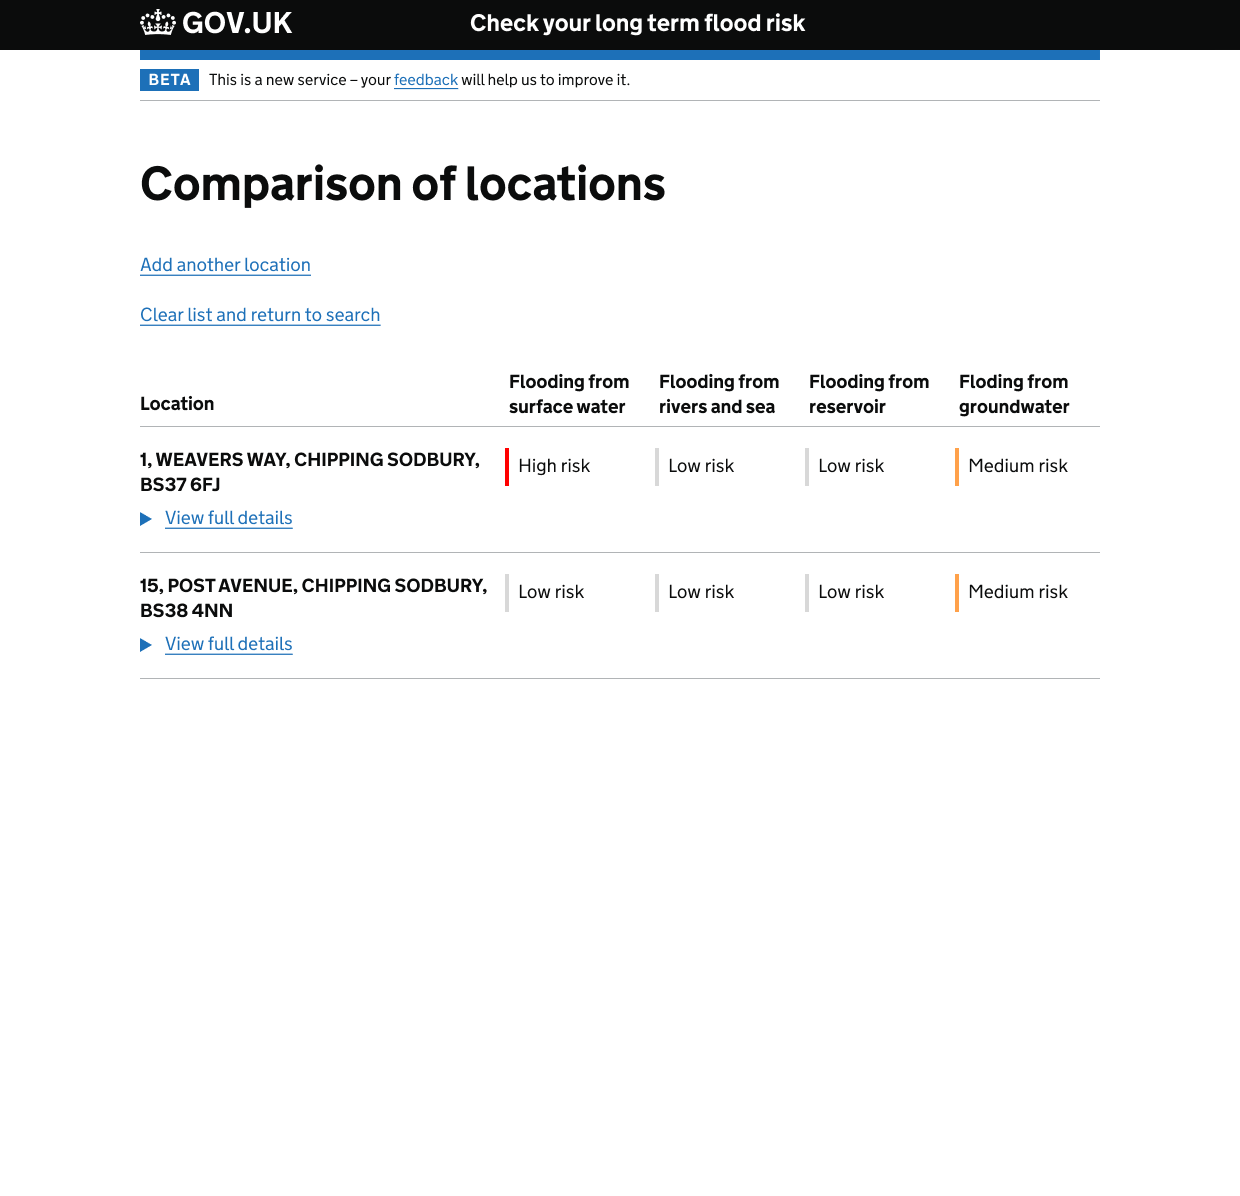 GOV.UK
Check your long term flood risk
BETA This is a new service – your feedback will help us to improve it.
Comparison of locations
Add another location
Clear list and return to search
Location
Flooding from
surface water
Flooding from
rivers and sea
Flooding from
reservoir
Floding from
groundwater
1, WEAVERS WAY, CHIPPING SODBURY,
BS37 6FJ
High risk
Low risk
Low risk
Medium risk
View full details
15, POST AVENUE, CHIPPING SODBURY,
BS38 4NN
Low risk
Low risk
Low risk
Medium risk
View full details